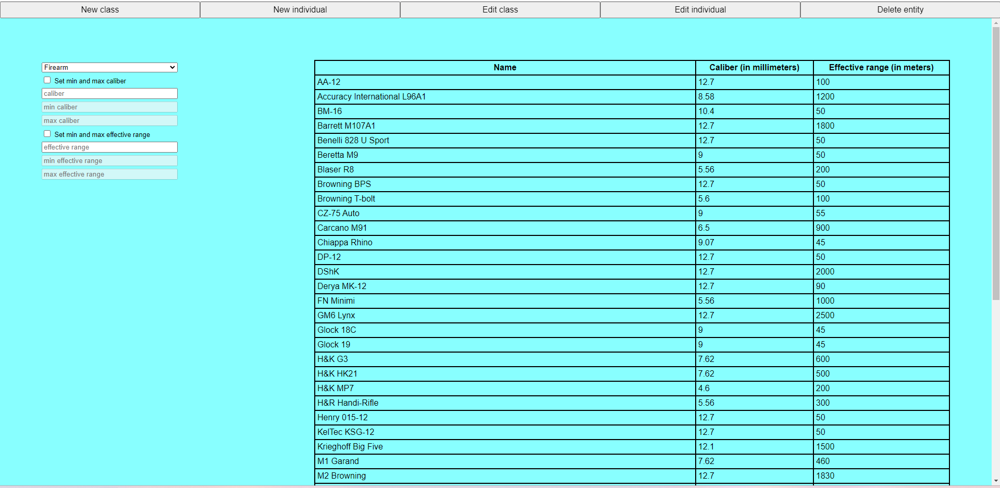 New class New individual Edit class Edit individual Delete entity
Firearm
Set min and max caliber
caliber
min caliber
max caliber
Set min and max effective range
effective range
min effective range
max effective range
Name Caliber (in millimeters) Effective range (in meters)
AA-12 12.7 100
Accuracy International L96A1 8.58 1200
BM-16 10.4 50
Barrett M107A1 12.7 1800
Benelli 828 U Sport 12.7 50
Beretta M9 9 50
Blaser R8 5.56 200
Browning BPS 12.7 50
Browning T-bolt 5.6 100
CZ-75 Auto 9 55
Carcano M91 6.5 900
Chiappa Rhino 9.07 45
DP-12 12.7 50
DShK 12.7 2000
Derya MK-12 12.7 90
FN Minimi 5.56 1000
GM6 Lynx 12.7 2500
Glock 18C 9 45
Glock 19 9 45
H&K G3 7.62 600
H&K HK21 7.62 500
H&K MP7 4.6 200
H&R Handi-Rifle 5.56 300
Henry 015-12 12.7 50
KelTec KSG-12 12.7 50
Krieghoff Big Five 12.1 1500
M1 Garand 7.62 460
M2 Browning 12.7 1830